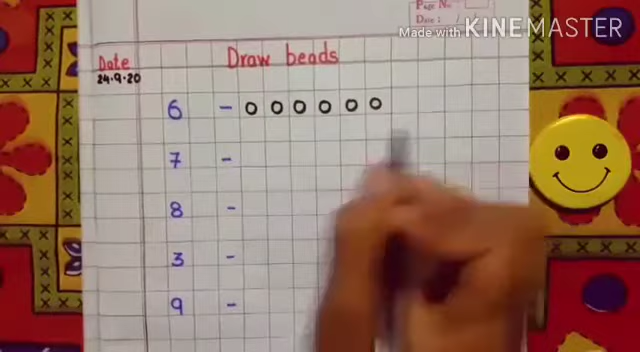 Page No
Date : /
Made with KINEMASTER
Date
24.9.20
Draw beads
6 - o o o o o o
7 -
8 -
3 -
9 -